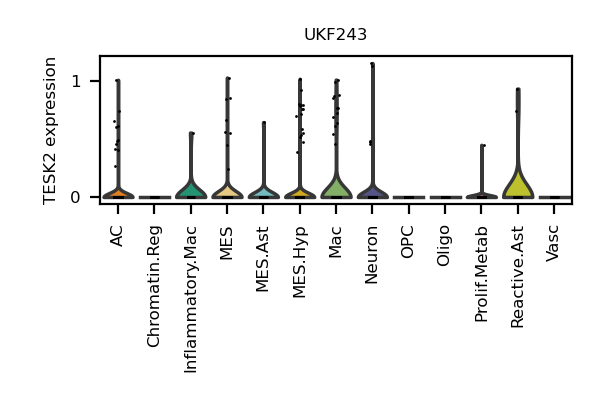 UKF243
TESK2 expression
1
0
AC
Chromatin.Reg
Inflammatory.Mac
MES
MES.Ast
MES.Hyp
Mac
Neuron
OPC
Oligo
Prolif.Metab
Reactive.Ast
Vasc